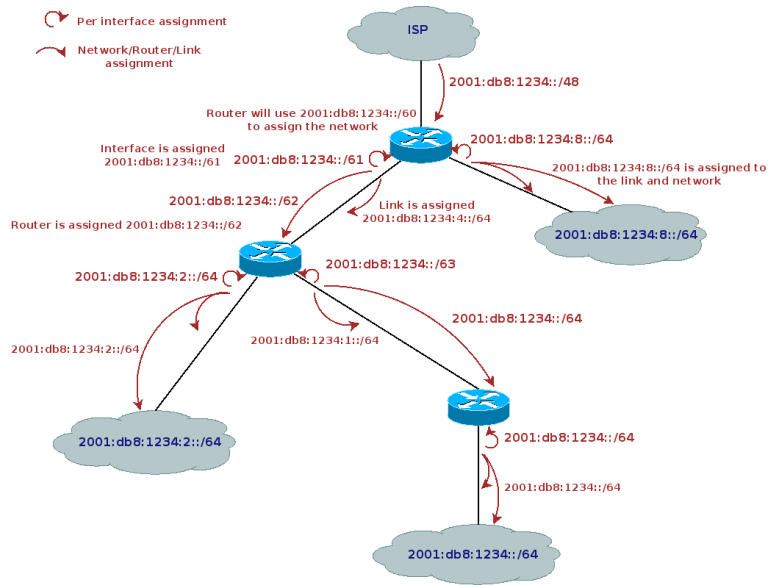 Per interface assignment
ISP
Network/Router/Link
assignment
2001:db8:1234::/48
Router will use 2001:db8:1234::/60
to assign the network
2001:db8:1234:8::/64
Interface is assigned
2001:db8:1234::/61
2001:db8:1234::/61
2001:db8:1234:8::/64 is assigned to
the link and network
2001:db8:1234::/62
Link is assigned
2001:db8:1234:4::/64
Router is assigned 2001:db8:1234::/62
2001:db8:1234:8::/64
2001:db8:1234:2::/64
2001:db8:1234::/63
2001:db8:1234::/64
2001:db8:1234:1::/64
2001:db8:1234:2::/64
2001:db8:1234:2::/64
2001:db8:1234::/64
2001:db8:1234::/64
2001:db8:1234::/64